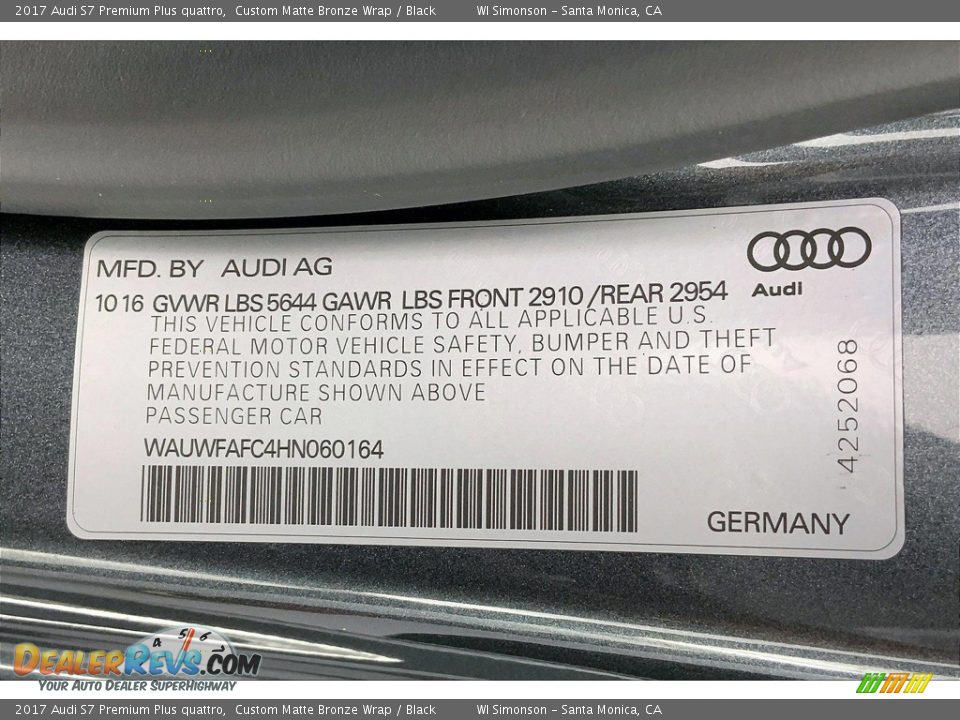 2017 Audi S7 Premium Plus quattro,  Custom Matte Bronze Wrap / Black  WI Simonson - Santa Monica, CA
MFD. BY AUDI AG
10 16 GVWR LBS 5644 GAWR LBS FRONT 2910 /REAR 2954
Audi
THIS VEHICLE CONFORMS TO ALL APPLICABLE U.S.
FEDERAL MOTOR VEHICLE SAFETY, BUMPER AND THEFT
PREVENTION STANDARDS IN EFFECT ON THE DATE OF
MANUFACTURE SHOWN ABOVE
PASSENGER CAR
WAUWFAFC4HN060164
4252068
GERMANY
4 5 6
DEALERREVS.COM
YOUR AUTO DEALER SUPERHIGHWAY
2017 Audi S7 Premium Plus quattro,  Custom Matte Bronze Wrap / Black  WI Simonson - Santa Monica, CA